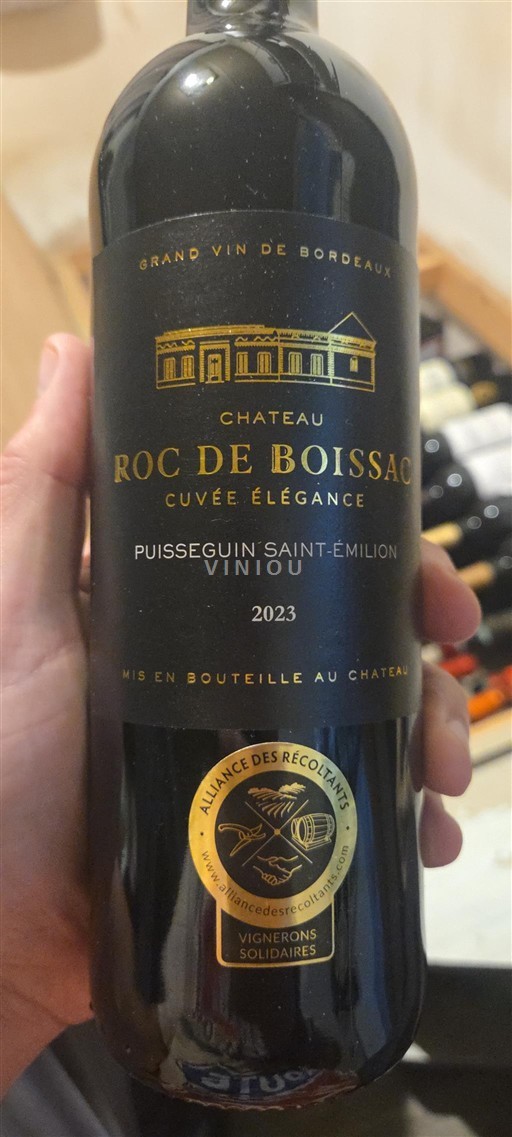 GRAND VIN DE BORDEAUX
CHATEAU
ROC DE BOISSAC
CUVÉE ÉLÉGANCE
PUISSEGUIN SAINT-ÉMILION
VINIOU
2023
MIS EN BOUTEILLE AU CHATEAU
ALLIANCE DES RÉCOLTANTS
www.alliancedesrecoltants.com
VIGNERONS
SOLIDAIRES